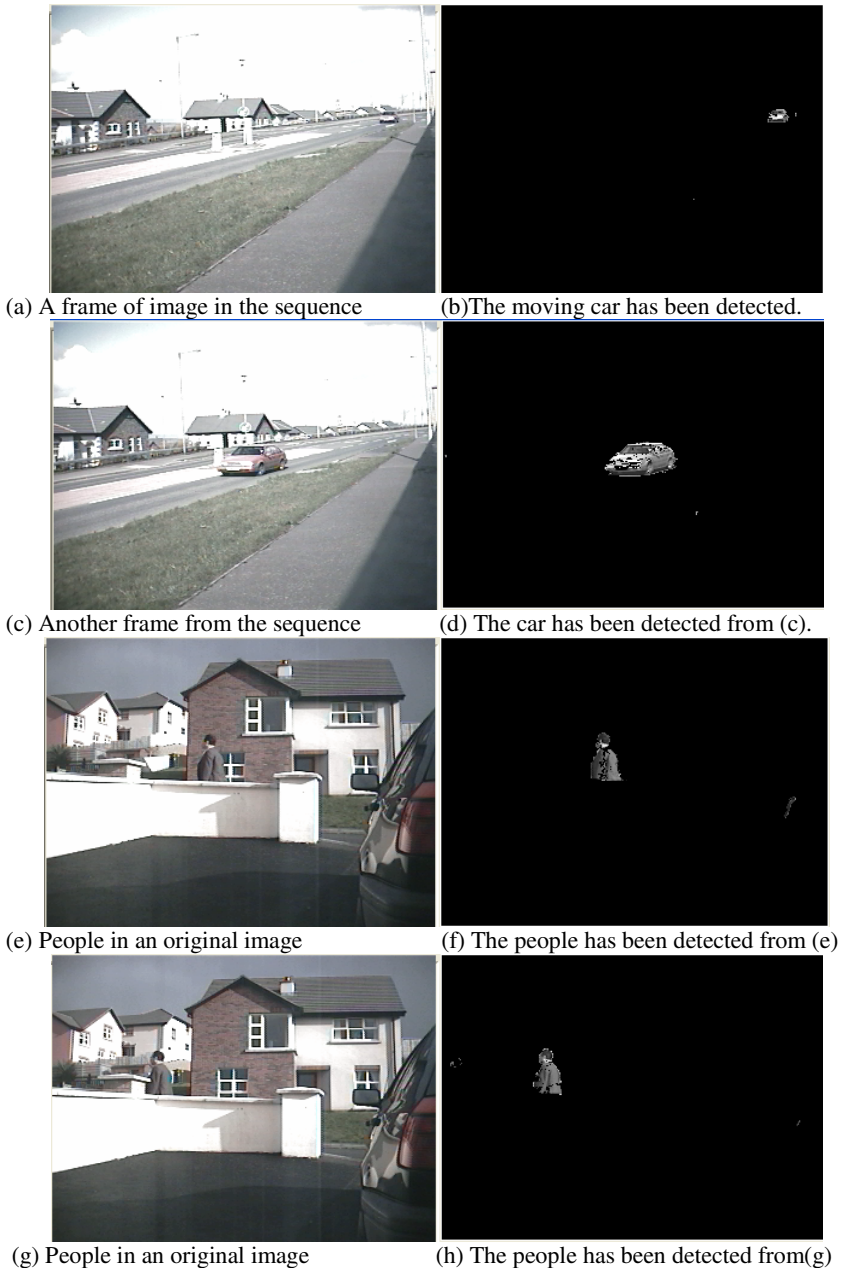 (a) A frame of image in the sequence
(b)The moving car has been detected.
(c) Another frame from the sequence
(d) The car has been detected from (c).
(e) People in an original image
(f) The people has been detected from (e)
(g) People in an original image
(h) The people has been detected from(g)